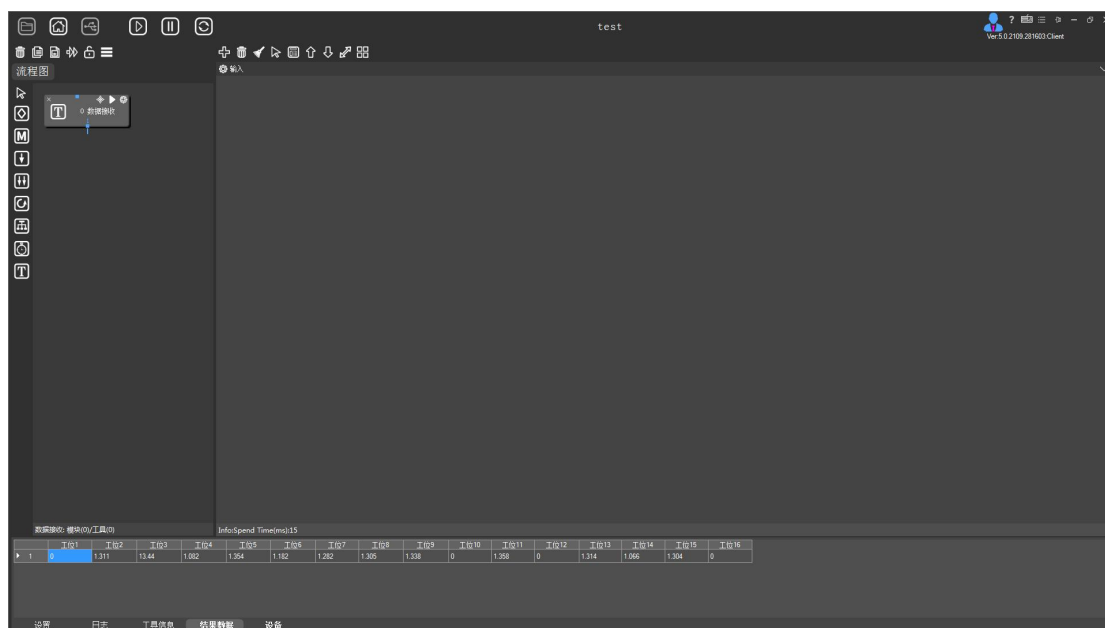 test
?
Ver:5.0.2109.281603:Client
流程图
输入
T 0 数据接收
M
T
数据接收: 模块(0)/工具(0)
Info:Spend Time(ms):15
工位1 工位2 工位3 工位4 工位5 工位6 工位7 工位8 工位9 工位10 工位11 工位12 工位13 工位14 工位15 工位16
1 0 1.311 13.44 1.082 1.354 1.182 1.282 1.305 1.338 0 1.358 0 1.314 1.066 1.304 0
设置 日志 工具信息 结果数据 设备